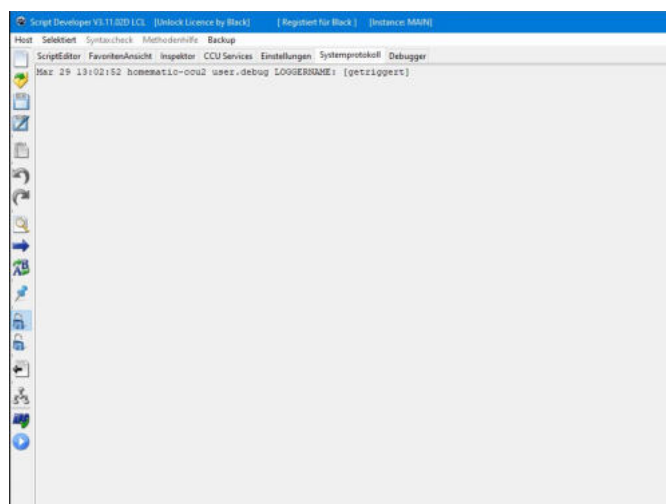 Script Developer V3.11.02D LCL [Unlock Licence by Black] [ Registriert für Black ] [Instance: MAIN]
Host Selektiert Syntaxcheck Methodenhilfe Backup
ScriptEditor FavoritenAnsicht Inspektor CCU Services Einstellungen Systemprotokoll Debugger
Mar 29 13:02:52 homematic-ccu2 user.debug LOGGERNAME: [getriggert]